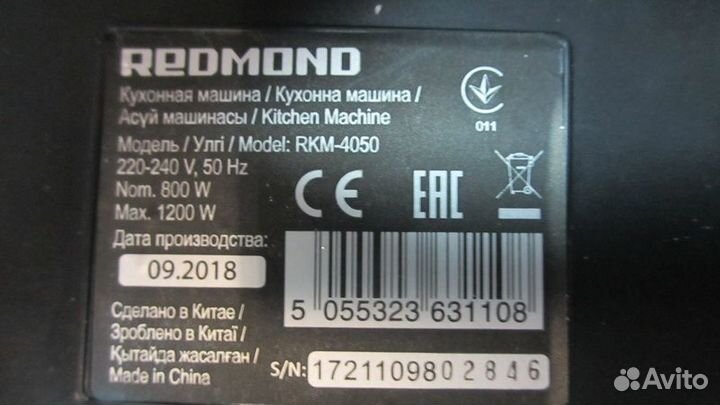 REDMOND
Кухонная машина / Кухонна машина /
Асүй машинасы / Kitchen Machine
Модель / Үлгі / Model: RKM-4050
220-240 V, 50 Hz
Nom. 800 W
Max. 1200 W
Дата производства:
09.2018
Сделано в Китае /
Зроблено в Китаї /
Қытайда жасалған /
Made in China
011
CE
EAC
5 055323 631108
S/N: 1721109802846
Avito